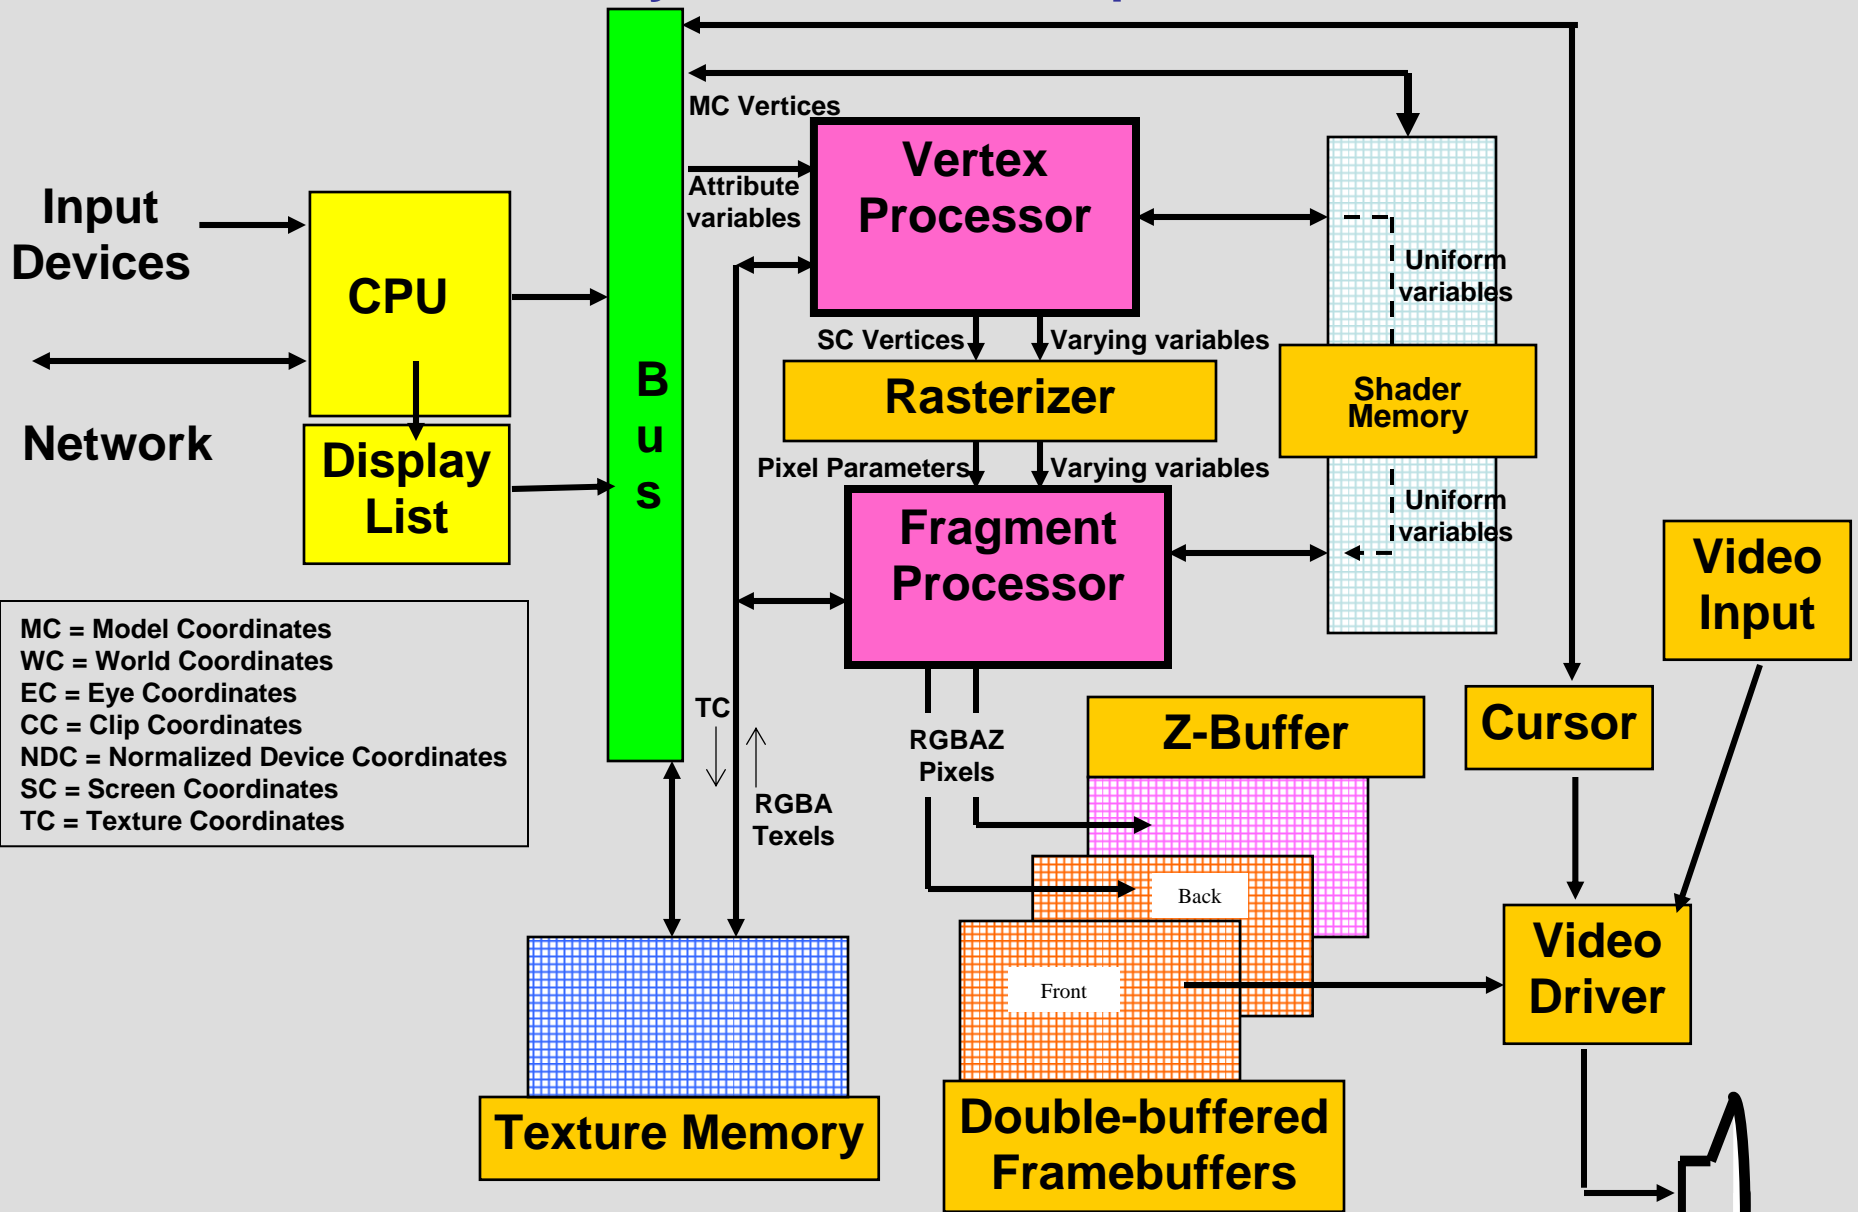 MC Vertices
Attribute
variables
Vertex
Processor
Input
Devices
CPU
Network
Display
List
B
u
s
SC Vertices
Varying variables
Rasterizer
Pixel Parameters
Varying variables
Fragment
Processor
Uniform
variables
Shader
Memory
Uniform
variables
Video
Input
MC = Model Coordinates
WC = World Coordinates
EC = Eye Coordinates
CC = Clip Coordinates
NDC = Normalized Device Coordinates
SC = Screen Coordinates
TC = Texture Coordinates
TC
RGBA
Texels
RGBAZ
Pixels
Z-Buffer
Cursor
Back
Front
Video
Driver
Texture Memory
Double-buffered
Framebuffers